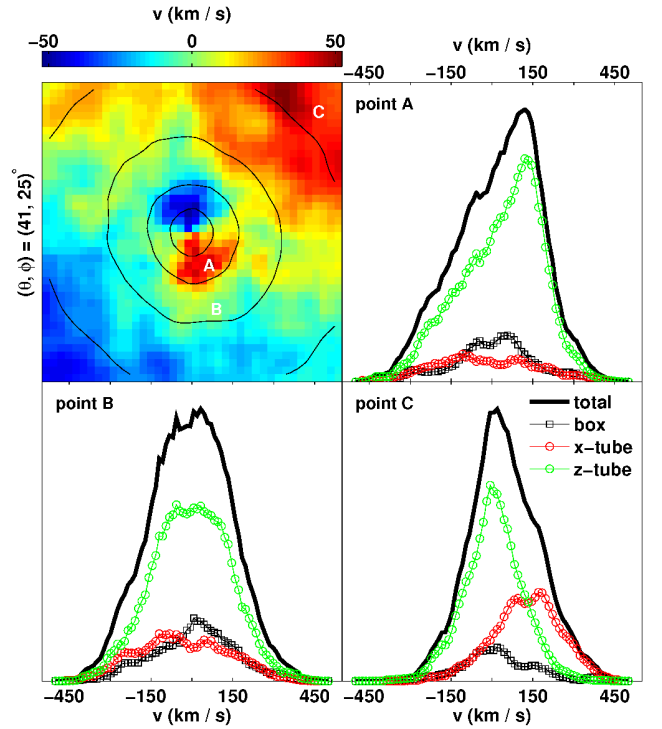 v (km / s)
−50 0 50
v (km / s)
−450 −150 150 450
(θ, ϕ) = (41, 25)°
C
A
B
point A
point B
point C
total
box
x−tube
z−tube
−450 −150 150 450
v (km / s)
−450 −150 150 450
v (km / s)